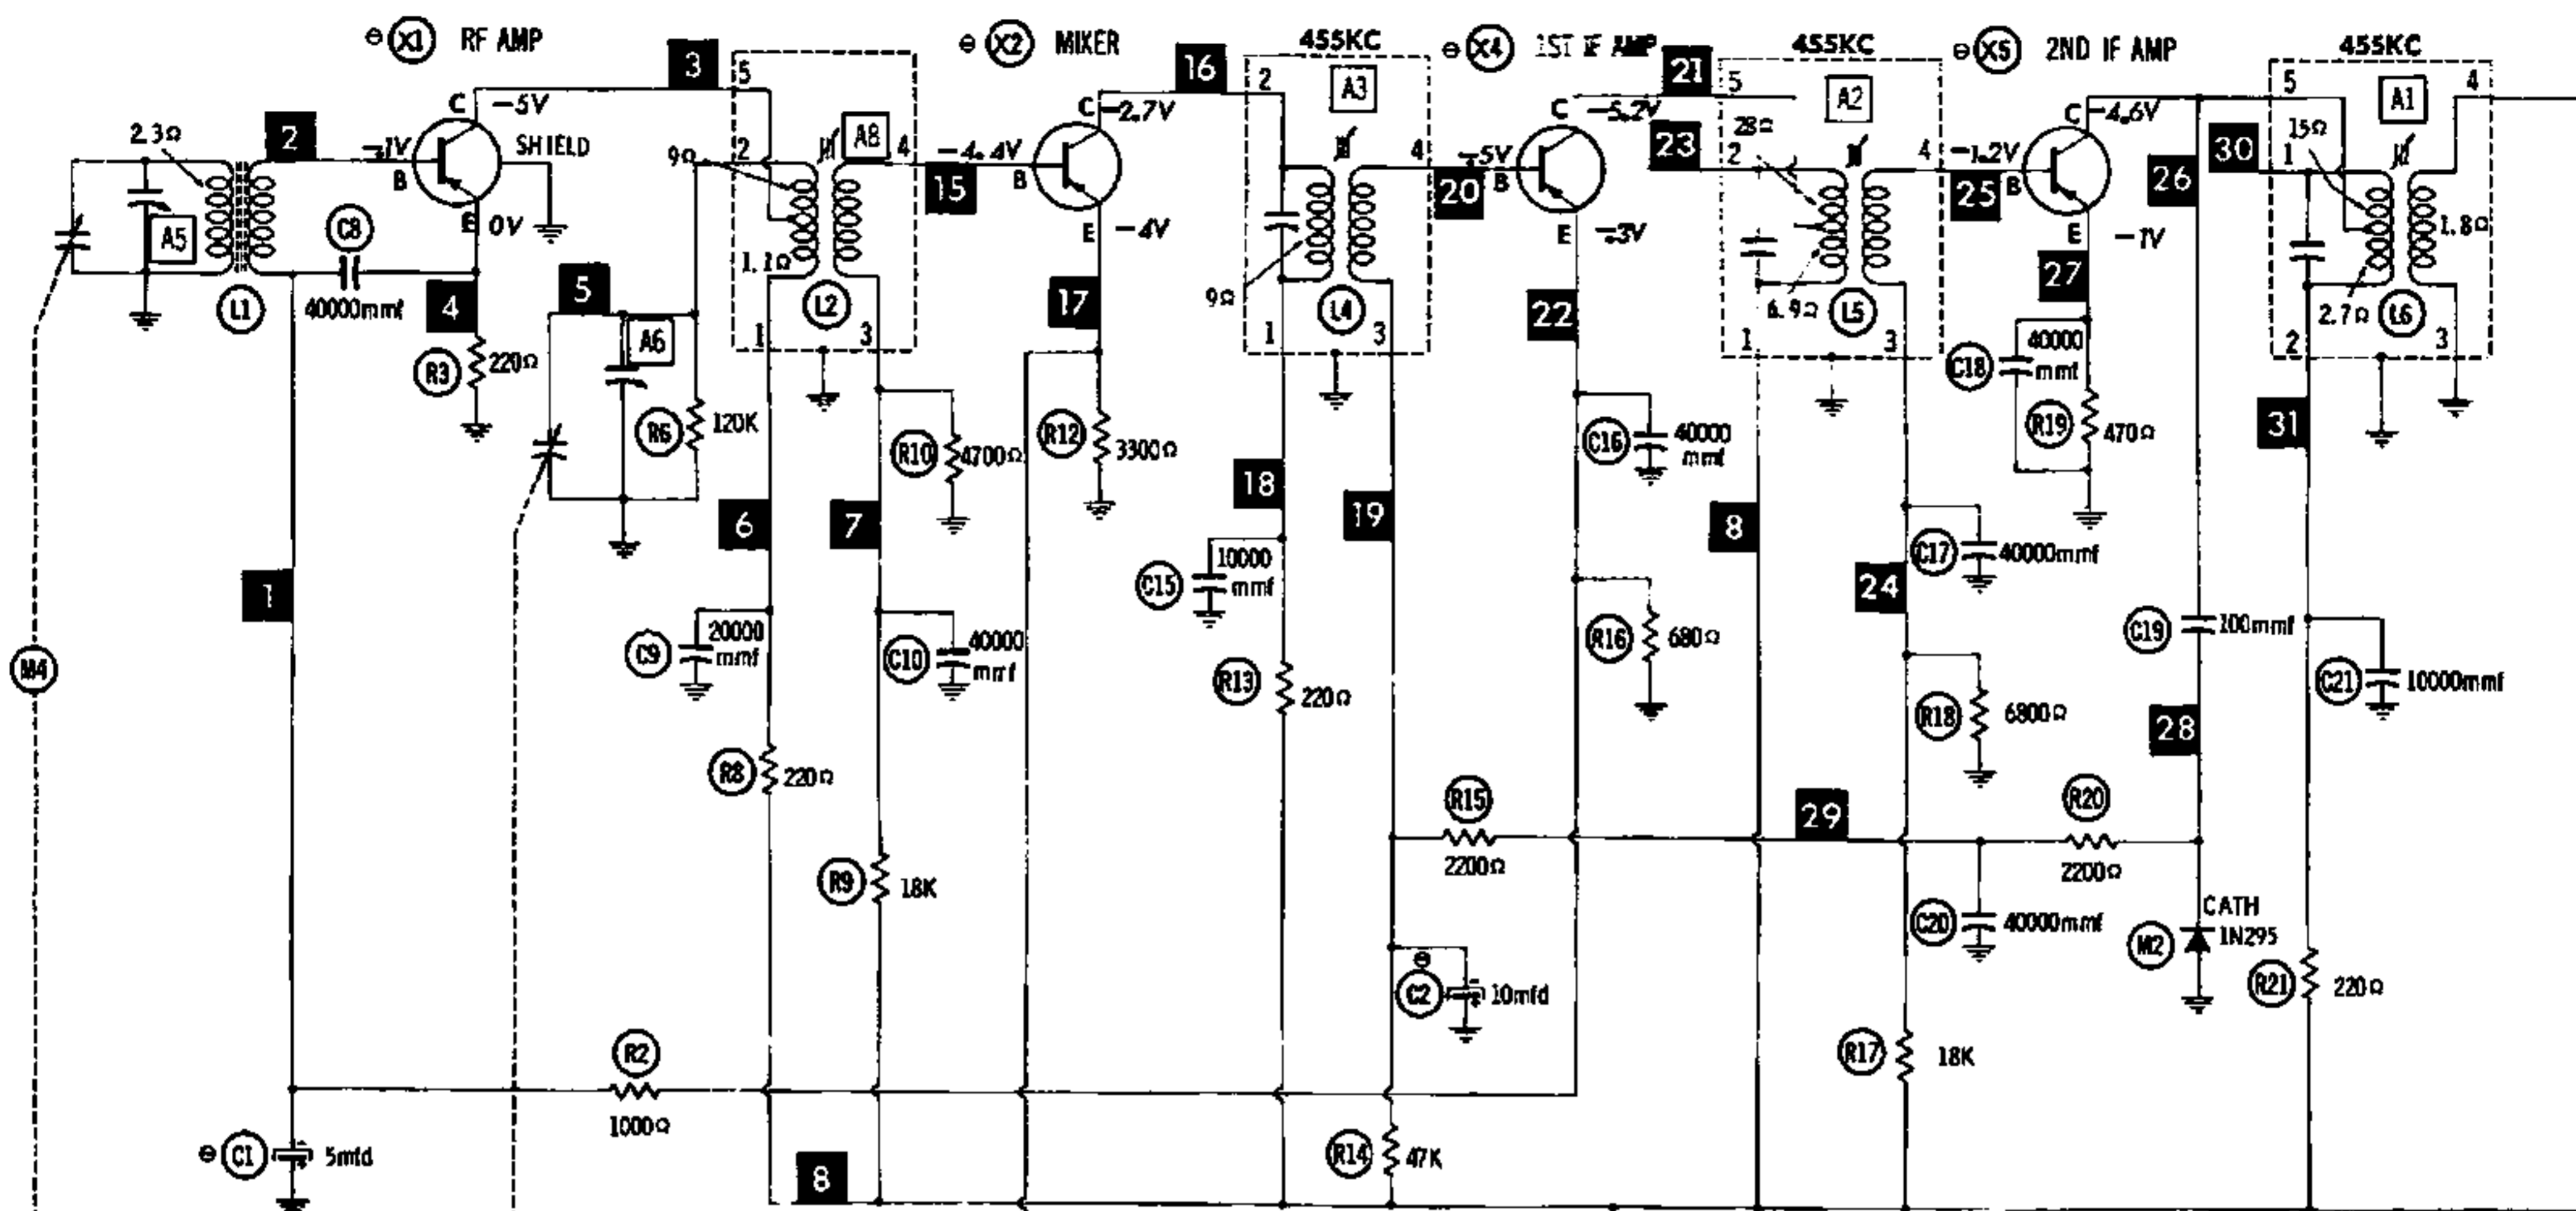 ⊖ X1 RF AMP
⊖ X2 MIXER
455KC
⊖ X4 1ST IF AMP
455KC
⊖ X5 2ND IF AMP
455KC
3
5
16
2
A3
21
5
A2
5
A1
4
C -5V
C -2.7V
C -5.2V
C -4.6V
2.3Ω
2
-.1V
SHIELD
9Ω
2
A8
4
-4.4V
4
-.5V
23
28Ω
2
4
-1.2V
26
30
15Ω
1
B
15
B
20
B
25
B
A5
C8
E 0V
E -4V
E -.3V
E -1V
1.8Ω
L1
40000mmf
4
5
1.1Ω
L2
17
9Ω
L4
22
6.9Ω
L5
27
2.7Ω
L6
A6
1
3
1
3
1
3
2
3
R3
220Ω
C18
40000
mmf
R6
120K
R10
4700Ω
R12
3300Ω
C16
40000
mmf
R19
470Ω
31
6
7
18
19
8
C17
40000mmf
1
C15
10000
mmf
24
C9
20000
mmf
C10
40000
mmf
R16
680Ω
C19
100mmf
M4
R13
220Ω
C21
10000mmf
R18
6800Ω
28
R8
220Ω
R15
2200Ω
29
R20
2200Ω
R9
18K
C20
40000mmf
CATH
1N295
M2
⊖
C2
10mfd
R21
220Ω
R2
1000Ω
R17
18K
⊖ C1
5mfd
8
R14
47K